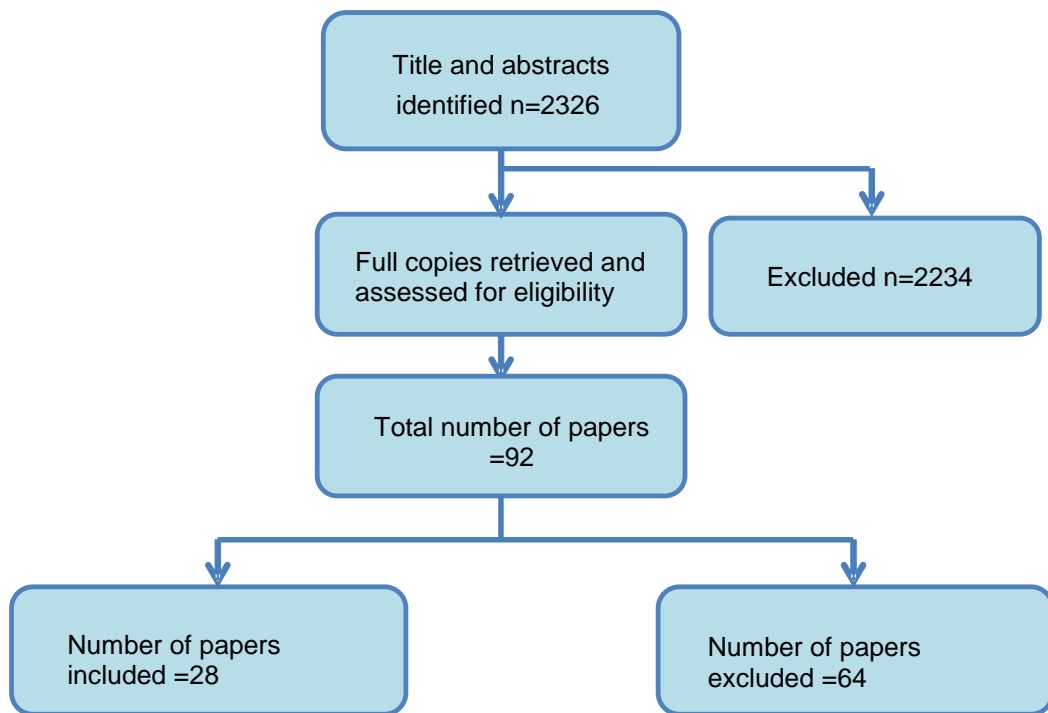 Title and abstracts
identified n=2326
Full copies retrieved and
assessed for eligibility
Excluded n=2234
Total number of papers
=92
Number of papers
included =28
Number of papers
excluded =64